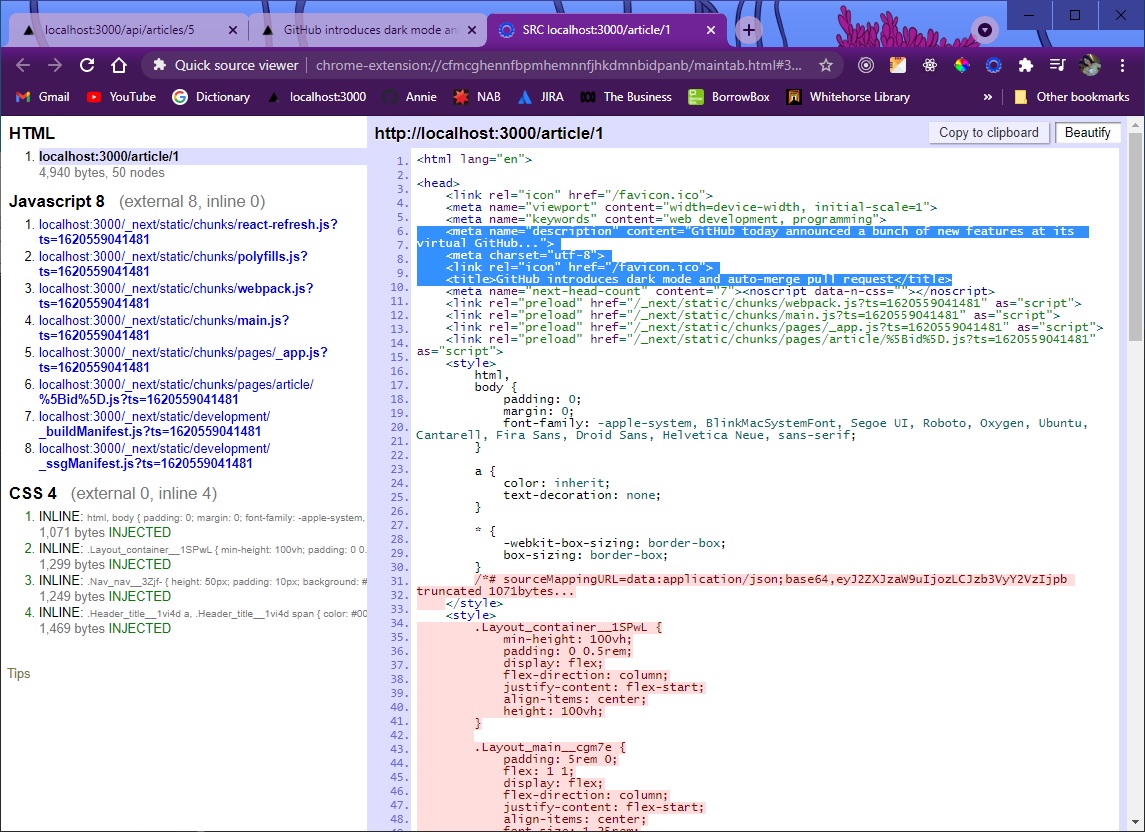 localhost:3000/api/articles/5
GitHub introduces dark mode an
SRC localhost:3000/article/1
Quick source viewer
chrome-extension://cfmcghennfbpmhemnnfjhkdmnbidpanb/maintab.html#3...
Gmail YouTube Dictionary localhost:3000 Annie NAB JIRA The Business BorrowBox Whitehorse Library » Other bookmarks
HTML
1. localhost:3000/article/1
4,940 bytes, 50 nodes
Javascript 8 (external 8, inline 0)
1. localhost:3000/_next/static/chunks/react-refresh.js?
ts=1620559041481
2. localhost:3000/_next/static/chunks/polyfills.js?
ts=1620559041481
3. localhost:3000/_next/static/chunks/webpack.js?
ts=1620559041481
4. localhost:3000/_next/static/chunks/main.js?
ts=1620559041481
5. localhost:3000/_next/static/chunks/pages/_app.js?
ts=1620559041481
6. localhost:3000/_next/static/chunks/pages/article/
%5Bid%5D.js?ts=1620559041481
7. localhost:3000/_next/static/development/
_buildManifest.js?ts=1620559041481
8. localhost:3000/_next/static/development/
_ssgManifest.js?ts=1620559041481
CSS 4 (external 0, inline 4)
1. INLINE: html, body { padding: 0; margin: 0; font-family: -apple-system,
1,071 bytes INJECTED
2. INLINE: .Layout_container__1SPwL { min-height: 100vh; padding: 0 0.
1,299 bytes INJECTED
3. INLINE: .Nav_nav__3Zjf- { height: 50px; padding: 10px; background: #
1,249 bytes INJECTED
4. INLINE: .Header_title__1vi4d a, .Header_title__1vi4d span { color: #00
1,469 bytes INJECTED
Tips
http://localhost:3000/article/1
Copy to clipboard
Beautify
1. <html lang="en">
2.
3. <head>
4. <link rel="icon" href="/favicon.ico">
5. <meta name="viewport" content="width=device-width, initial-scale=1">
6. <meta name="keywords" content="web development, programming">
<meta name="description" content="GitHub today announced a bunch of new features at its
7. virtual GitHub...">
8. <meta charset="utf-8">
9. <link rel="icon" href="/favicon.ico">
<title>GitHub introduces dark mode and auto-merge pull request</title>
10. <meta name="next-head-count" content="7"><noscript data-n-css=""></noscript>
11. <link rel="preload" href="/_next/static/chunks/webpack.js?ts=1620559041481" as="script">
12. <link rel="preload" href="/_next/static/chunks/main.js?ts=1620559041481" as="script">
13. <link rel="preload" href="/_next/static/chunks/pages/_app.js?ts=1620559041481" as="script">
14. <link rel="preload" href="/_next/static/chunks/pages/article/%5Bid%5D.js?ts=1620559041481"
as="script">
15. <style>
16. html,
17. body {
18. padding: 0;
19. margin: 0;
20. font-family: -apple-system, BlinkMacSystemFont, Segoe UI, Roboto, Oxygen, Ubuntu,
21. Cantarell, Fira Sans, Droid Sans, Helvetica Neue, sans-serif;
22. }
23. a {
24. color: inherit;
25. text-decoration: none;
26. }
27.
* {
28. -webkit-box-sizing: border-box;
29. box-sizing: border-box;
30. }
31. /*# sourceMappingURL=data:application/json;base64,eyJ2ZXJzaW9uIjozLCJzb3VyY2VzIjpb
32. truncated 1071bytes...
33. </style>
<style>
34. .Layout_container__1SPwL {
35. min-height: 100vh;
36. padding: 0 0.5rem;
37. display: flex;
38. flex-direction: column;
39. justify-content: flex-start;
align-items: center;
40. height: 100vh;
41. }
42.
43. .Layout_main__cgm7e {
44. padding: 5rem 0;
45. flex: 1 1;
display: flex;
46. flex-direction: column;
47. justify-content: flex-start;
48. align-items: center;